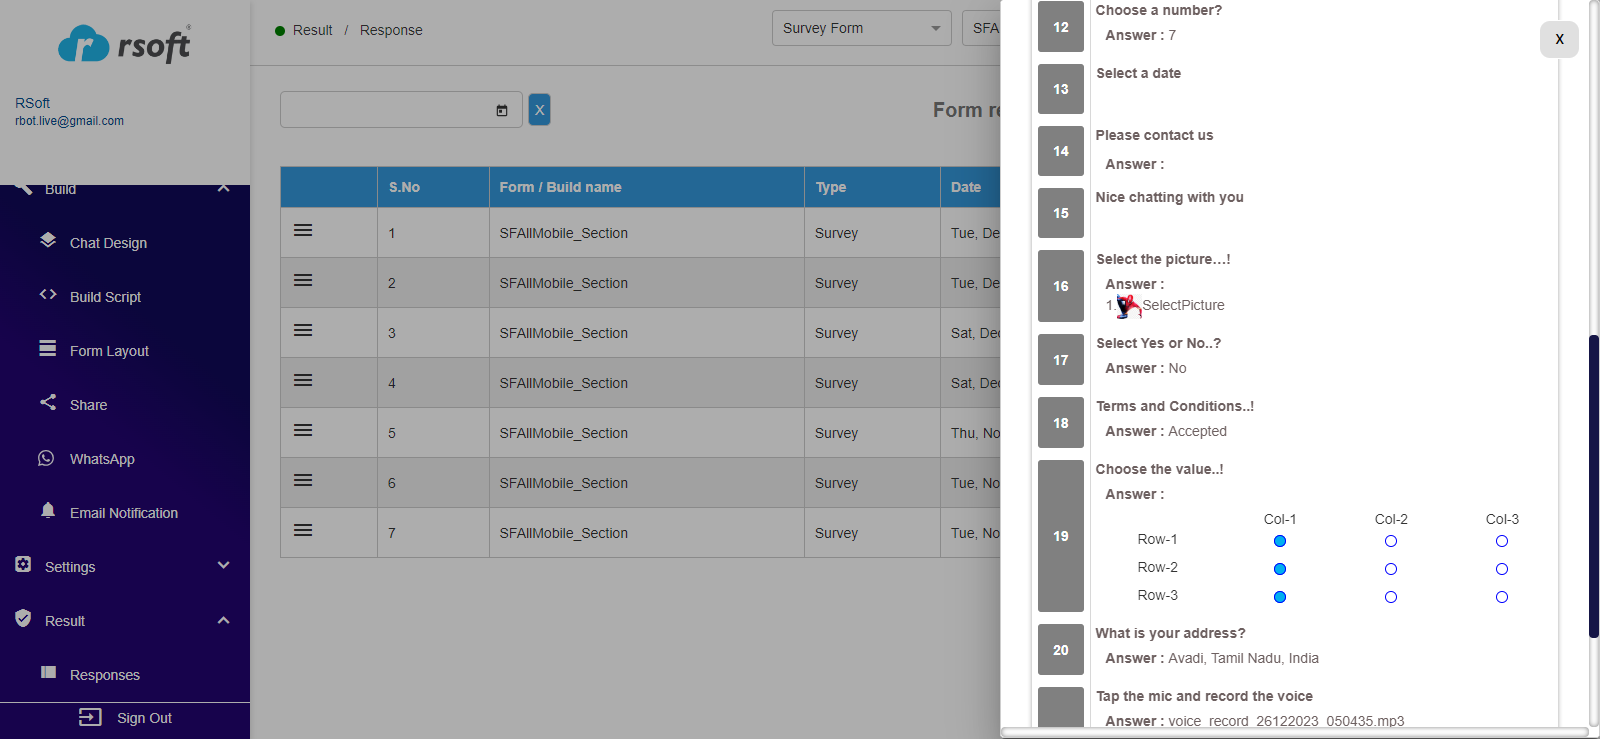 rsoft
RSoft
rbot.live@gmail.com
Build
Chat Design
Build Script
Form Layout
Share
WhatsApp
Email Notification
Settings
Result
Responses
Sign Out
Result / Response
Survey Form
SFA
X
Form re
S.No Form / Build name Type Date
1 SFAllMobile_Section Survey Tue, De
2 SFAllMobile_Section Survey Tue, De
3 SFAllMobile_Section Survey Sat, Dec
4 SFAllMobile_Section Survey Sat, Dec
5 SFAllMobile_Section Survey Thu, No
6 SFAllMobile_Section Survey Tue, No
7 SFAllMobile_Section Survey Tue, No
X
12 Choose a number?
Answer : 7
13 Select a date
14 Please contact us
Answer :
15 Nice chatting with you
16 Select the picture...!
Answer :
1. SelectPicture
17 Select Yes or No..?
Answer : No
18 Terms and Conditions..!
Answer : Accepted
19 Choose the value..!
Answer :
Col-1 Col-2 Col-3
Row-1
Row-2
Row-3
20 What is your address?
Answer : Avadi, Tamil Nadu, India
Tap the mic and record the voice
Answer : voice_record_26122023_050435.mp3